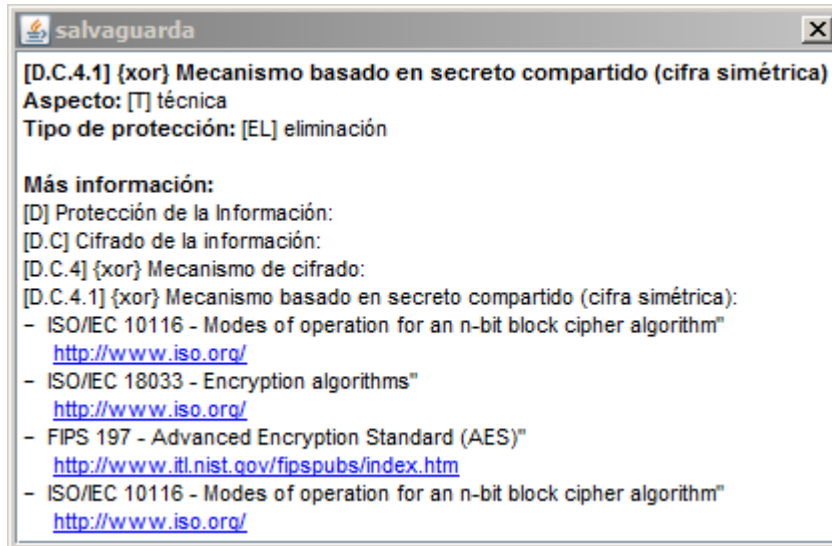 salvaguarda
[D.C.4.1] {xor} Mecanismo basado en secreto compartido (cifra simétrica)
Aspecto: [T] técnica
Tipo de protección: [EL] eliminación
Más información:
[D] Protección de la Información:
[D.C] Cifrado de la información:
[D.C.4] {xor} Mecanismo de cifrado:
[D.C.4.1] {xor} Mecanismo basado en secreto compartido (cifra simétrica):
– ISO/IEC 10116 - Modes of operation for an n-bit block cipher algorithm"
http://www.iso.org/
– ISO/IEC 18033 - Encryption algorithms"
http://www.iso.org/
– FIPS 197 - Advanced Encryption Standard (AES)"
http://www.itl.nist.gov/fipspubs/index.htm
– ISO/IEC 10116 - Modes of operation for an n-bit block cipher algorithm"
http://www.iso.org/